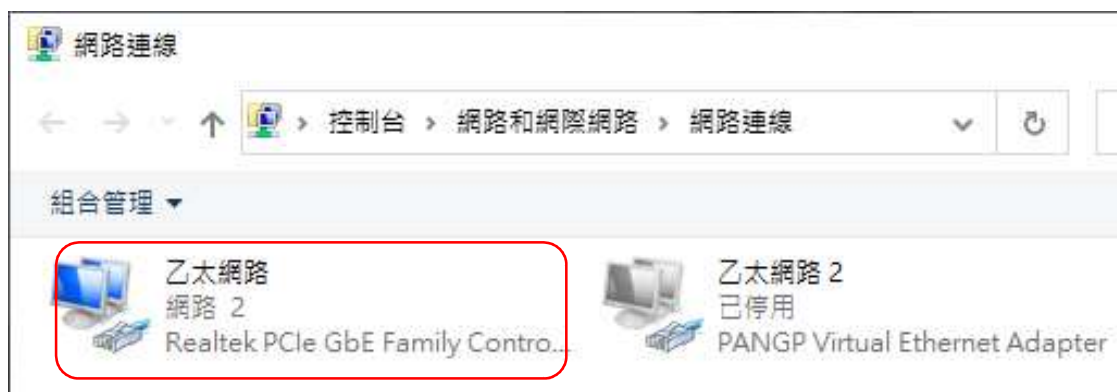 網路連線
控制台 › 網路和網際網路 › 網路連線
組合管理
乙太網路
網路 2
Realtek PCIe GbE Family Contro...
乙太網路 2
已停用
PANGP Virtual Ethernet Adapter